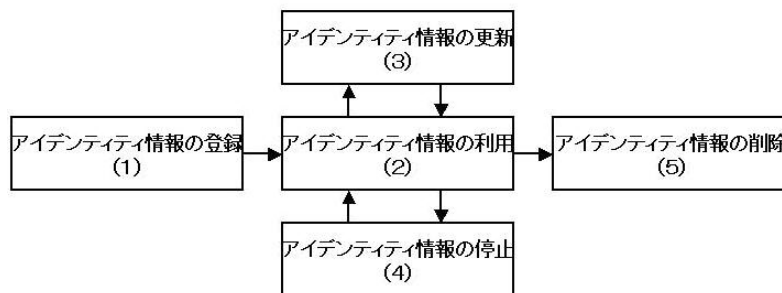 アイデンティティ情報の更新
(3)
アイデンティティ情報の登録
(1)
アイデンティティ情報の利用
(2)
アイデンティティ情報の削除
(5)
アイデンティティ情報の停止
(4)